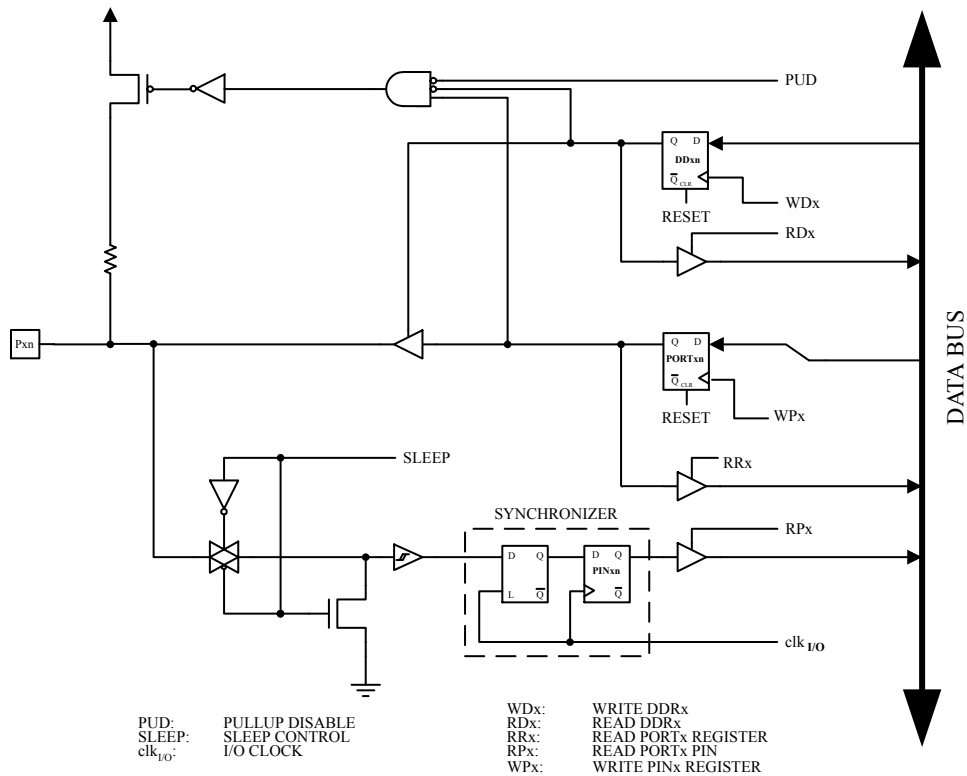 PUD
Q D
DDxn
Q CLR
WDx
RESET
RDx
Pxn
Q D
PORTxn
Q CLR
RESET
WPx
DATA BUS
SLEEP
RRx
SYNCHRONIZER
RPx
D Q
L Q
D Q
PINxn
Q
clk I/O
PUD: PULLUP DISABLE
SLEEP: SLEEP CONTROL
clkI/O: I/O CLOCK
WDx: WRITE DDRx
RDx: READ DDRx
RRx: READ PORTx REGISTER
RPx: READ PORTx PIN
WPx: WRITE PINx REGISTER